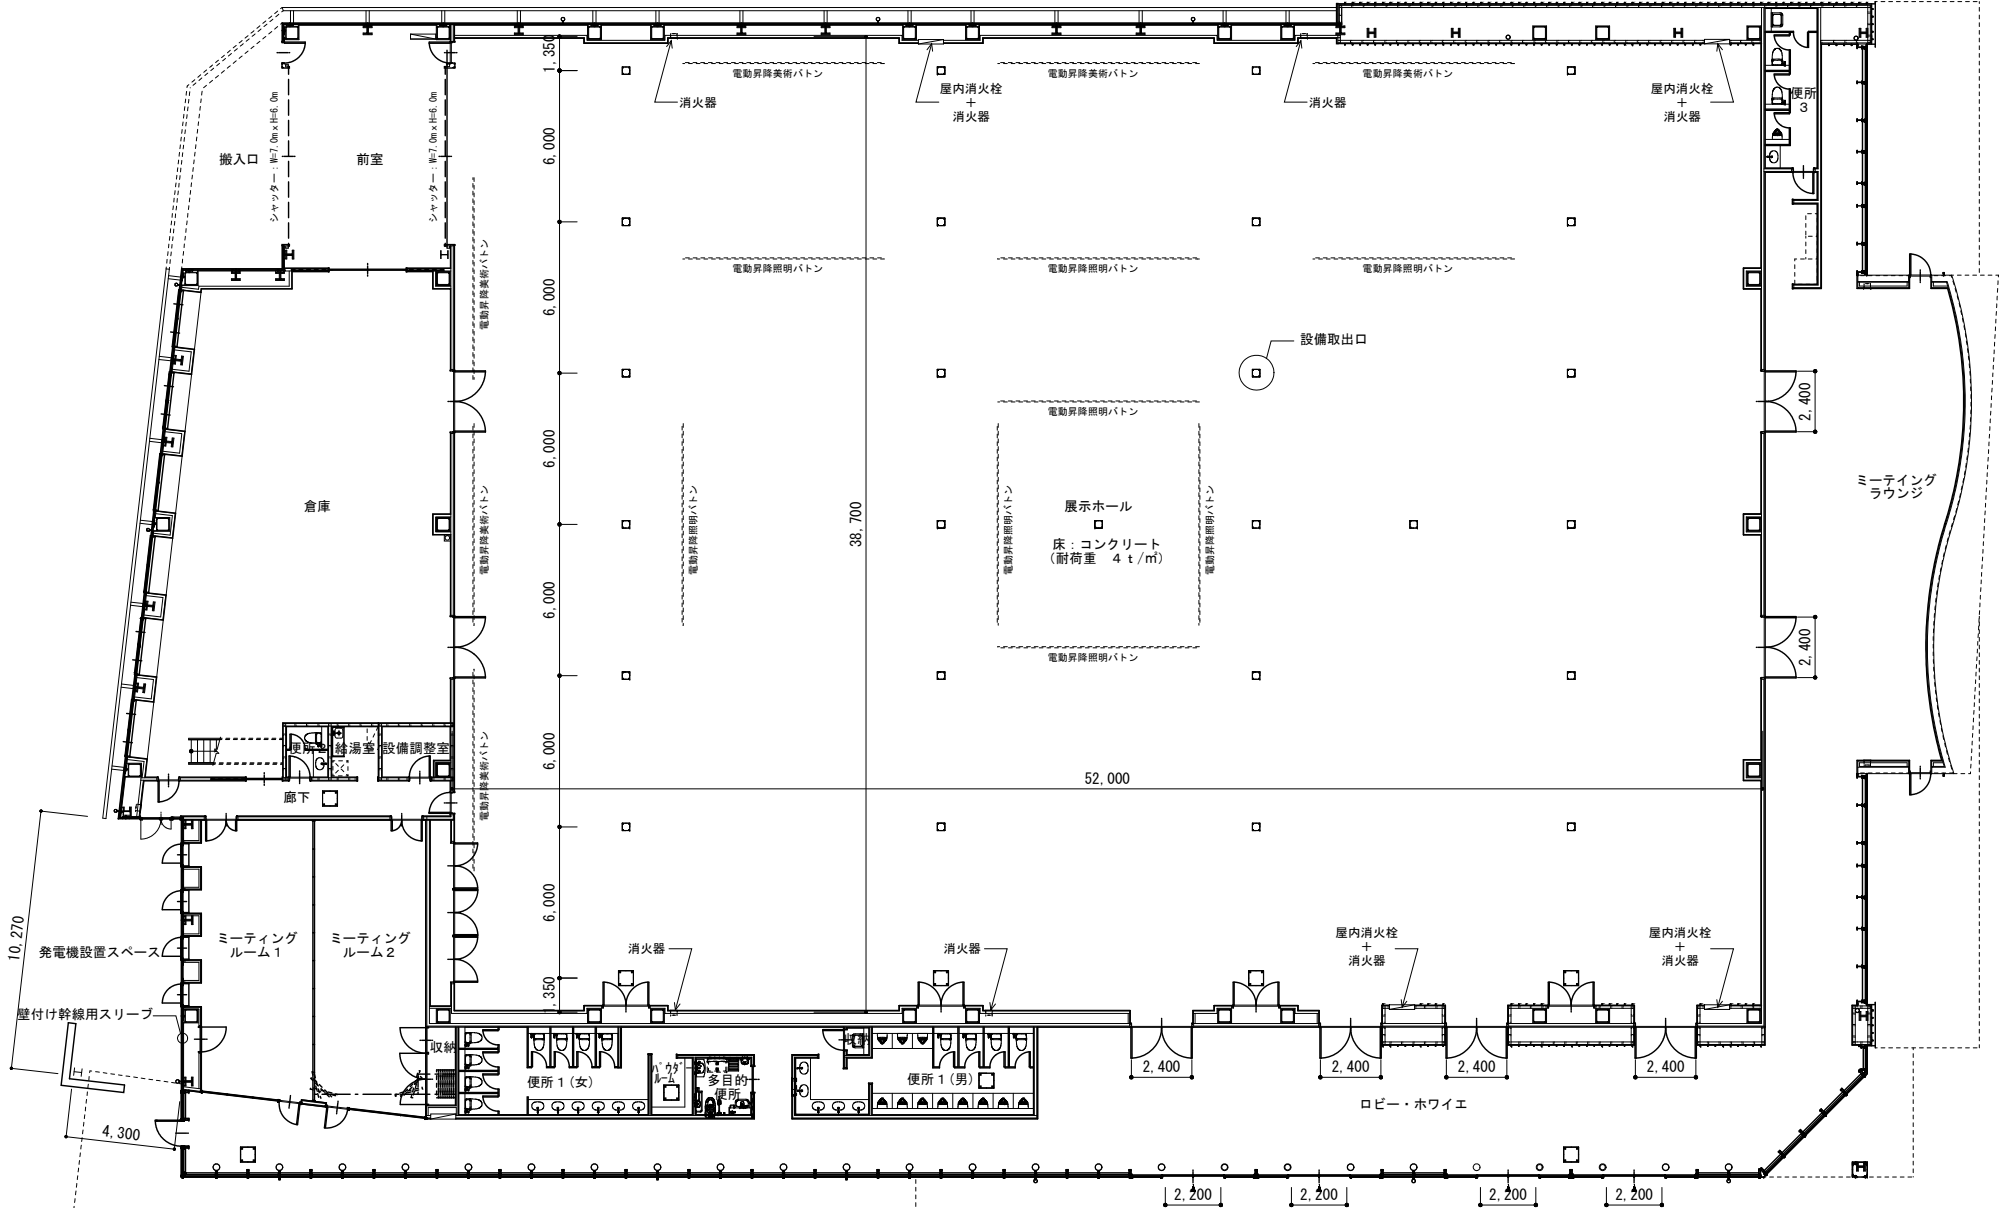 1,350
電動昇降美術バトン
電動昇降美術バトン
電動昇降美術バトン
消火器
屋内消火栓
+
消火器
消火器
屋内消火栓
+
消火器
便所
3
搬入口
シャッター：W=7.0m x H=6.0m
前室
シャッター：W=7.0m x H=6.0m
6,000
電動昇降美術バトン
電動昇降照明バトン
電動昇降照明バトン
電動昇降照明バトン
6,000
設備取出口
2,400
電動昇降照明バトン
6,000
倉庫
電動昇降美術バトン
電動昇降照明バトン
38,700
電動昇降照明バトン
展示ホール
床：コンクリート
(耐荷重 4ｔ/㎡)
電動昇降照明バトン
ミーテイング
ラウンジ
6,000
電動昇降照明バトン
2,400
便所2
給湯室
設備調整室
電動昇降美術バトン
6,000
52,000
廊下
10,270
発電機設置スペース
ミーティング
ルーム1
ミーティング
ルーム2
6,000
消火器
消火器
屋内消火栓
+
消火器
屋内消火栓
+
消火器
1,350
壁付け幹線用スリーブ
収納
便所1(女)
パウダー
ルーム
多目的
便所
収納
便所1(男)
2,400
2,400
2,400
2,400
ロビー・ホワイエ
4,300
2,200
2,200
2,200
2,200